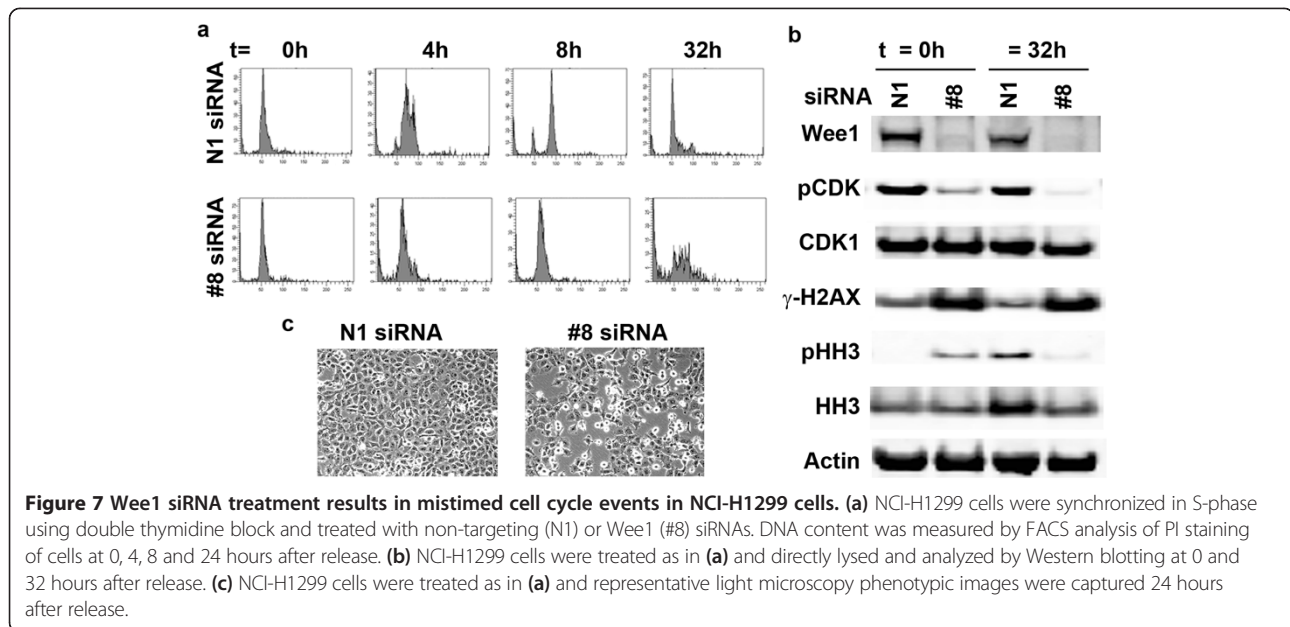 a
t= 0h 4h 8h 32h
N1 siRNA
#8 siRNA
50 100 150 200 250
c
N1 siRNA #8 siRNA
b
t = 0h = 32h
siRNA N1 #8 N1 #8
Wee1
pCDK
CDK1
γ-H2AX
pHH3
HH3
Actin
Figure 7 Wee1 siRNA treatment results in mistimed cell cycle events in NCI-H1299 cells. (a) NCI-H1299 cells were synchronized in S-phase
using double thymidine block and treated with non-targeting (N1) or Wee1 (#8) siRNAs. DNA content was measured by FACS analysis of PI staining
of cells at 0, 4, 8 and 24 hours after release. (b) NCI-H1299 cells were treated as in (a) and directly lysed and analyzed by Western blotting at 0 and
32 hours after release. (c) NCI-H1299 cells were treated as in (a) and representative light microscopy phenotypic images were captured 24 hours
after release.